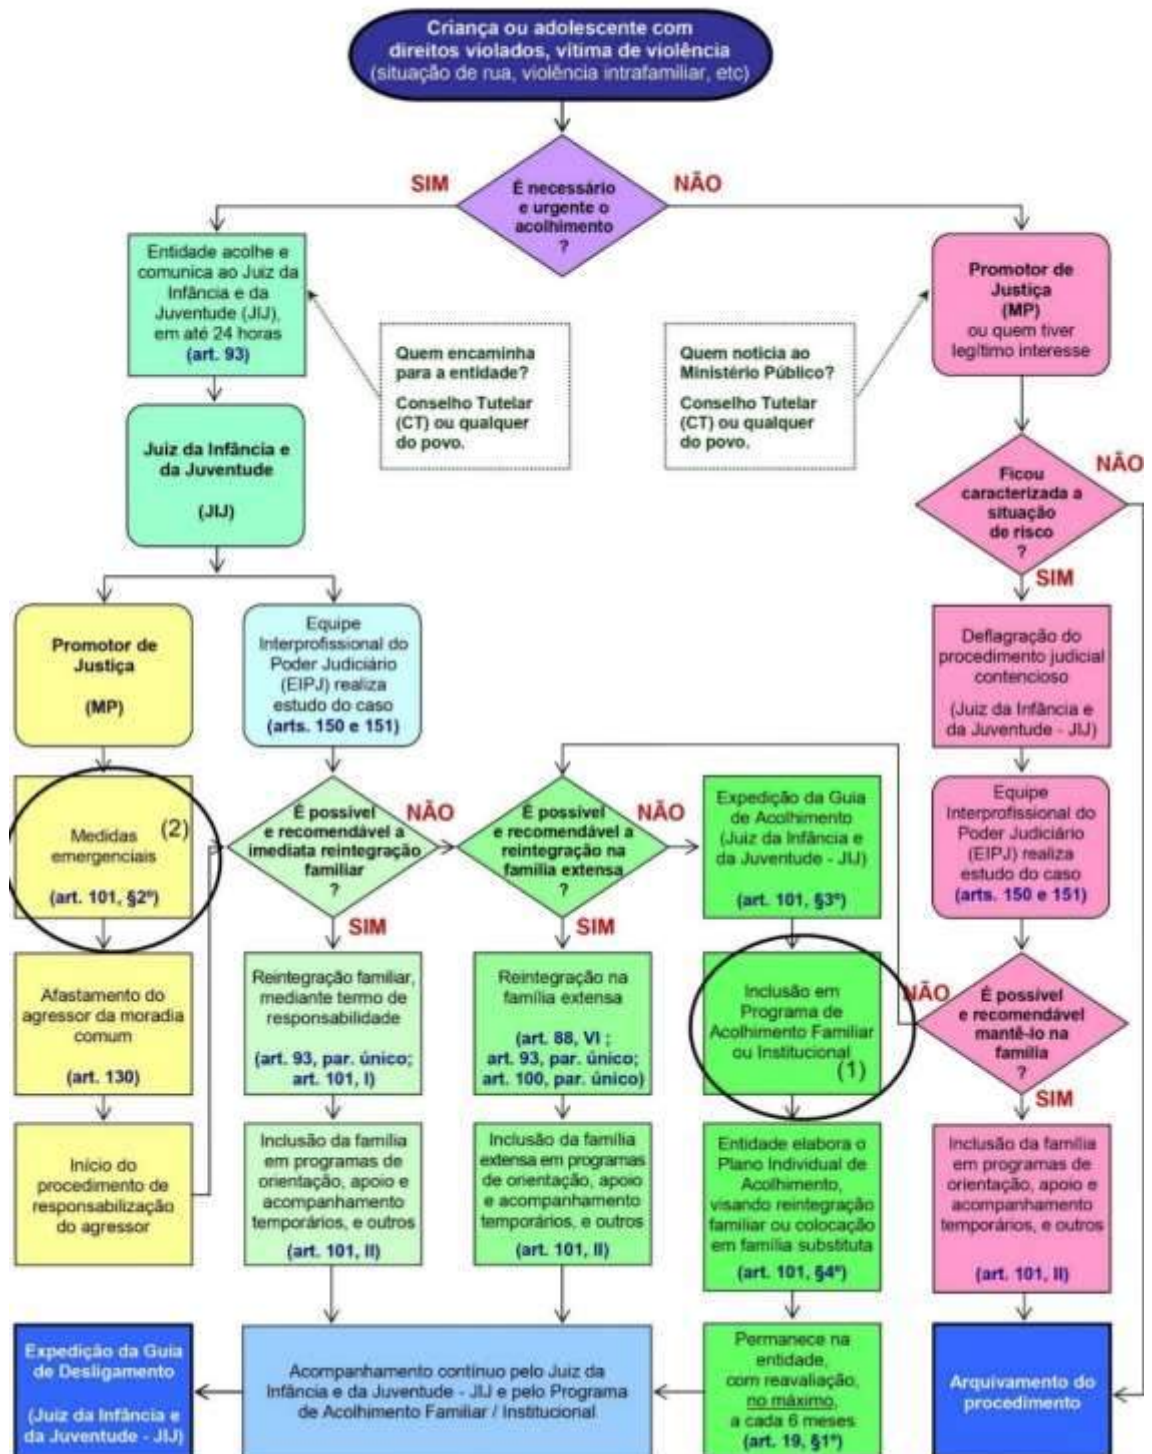 Criança ou adolescente com
direitos violados, vítima de violência
(situação de rua, violência intrafamiliar, etc)
SIM
É necessário
e urgente o
acolhimento
?
NÃO
Entidade acolhe e
comunica ao Juiz da
Infância e da
Juventude (JIJ),
em até 24 horas
(art. 93)
Quem encaminha
para a entidade?
Conselho Tutelar
(CT) ou qualquer
do povo.
Quem noticia ao
Ministério Público?
Conselho Tutelar
(CT) ou qualquer
do povo.
Promotor de
Justiça
(MP)
ou quem tiver
legítimo interesse
Juiz da Infância e
da Juventude
(JIJ)
Ficou
caracterizada a
situação
de risco
?
NÃO
SIM
Promotor de
Justiça
(MP)
Equipe
Interprofissional do
Poder Judiciário
(EIPJ) realiza
estudo do caso
(arts. 150 e 151)
Deflagração do
procedimento judicial
contencioso
(Juiz da Infância e
da Juventude - JIJ)
Medidas
emergenciais
(2)
(art. 101, §2º)
É possível
e recomendável a
imediata reintegração
familiar
?
NÃO
SIM
É possível
e recomendável a
reintegração na
família extensa
?
NÃO
SIM
Expedição da Guia
de Acolhimento
(Juiz da Infância e
da Juventude - JIJ)
(art. 101, §3º)
Equipe
Interprofissional do
Poder Judiciário
(EIPJ) realiza
estudo do caso
(arts. 150 e 151)
Afastamento do
agressor da moradia
comum
(art. 130)
Reintegração familiar,
mediante termo de
responsabilidade
(art. 93, par. único;
art. 101, I)
Reintegração na
família extensa
(art. 88, VI ;
art. 93, par. único;
art. 100, par. único)
Inclusão em
Programa de
Acolhimento Familiar
ou Institucional
(1)
NÃO
É possível
e recomendável
mantê-lo na
família
?
SIM
Início do
procedimento de
responsabilização
do agressor
Inclusão da família
em programas de
orientação, apoio e
acompanhamento
temporários, e outros
(art. 101, II)
Inclusão da família
extensa em programas
de orientação, apoio
e acompanhamento
temporários, e outros
(art. 101, II)
Entidade elabora o
Plano Individual de
Acolhimento,
visando reintegração
familiar ou colocação
em família substituta
(art. 101, §4º)
Inclusão da família
em programas de
orientação, apoio e
acompanhamento
temporários, e outros
(art. 101, II)
Expedição da Guia
de Desligamento
(Juiz da Infância e
da Juventude - JIJ)
Acompanhamento contínuo pelo Juiz da
Infância e da Juventude - JIJ e pelo Programa
de Acolhimento Familiar / Institucional
Permanece na
entidade,
com reavaliação,
no máximo,
a cada 6 meses
(art. 19, §1º)
Arquivamento do
procedimento